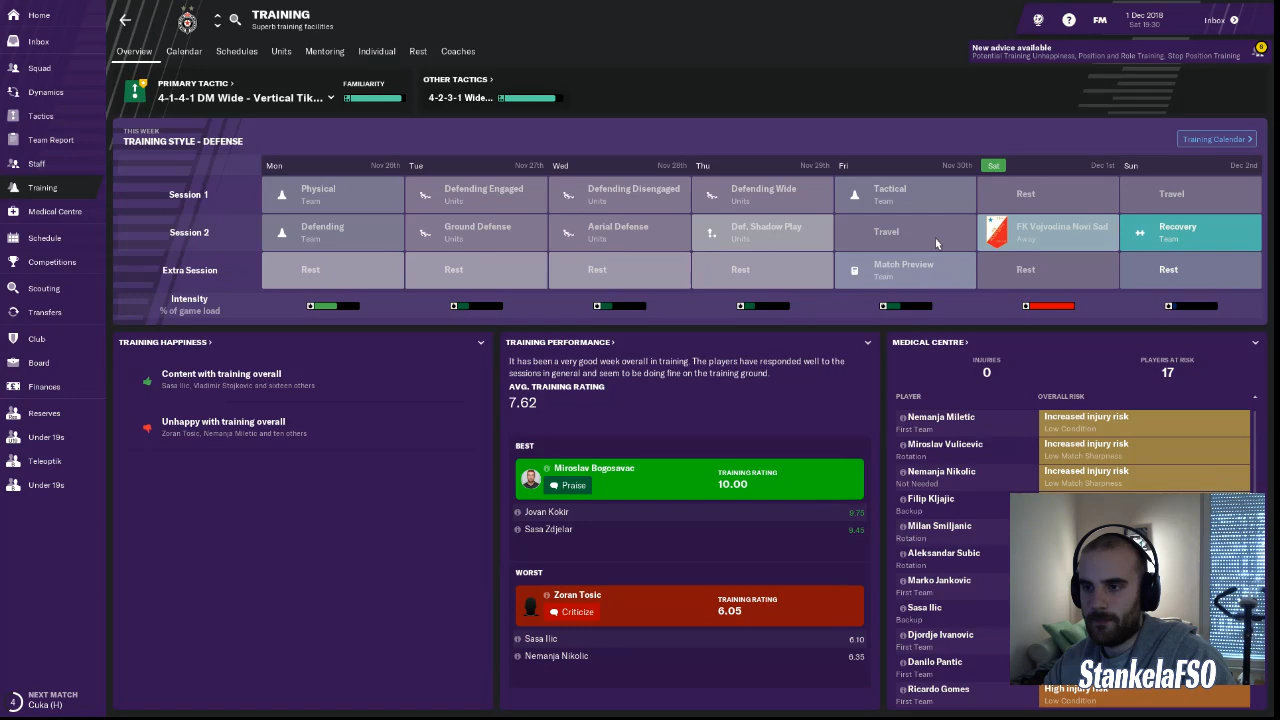 Home
TRAINING
Superb training facilities
1 Dec 2018
Sat 19:30
FM
Inbox
Inbox
Overview
Calendar
Schedules
Units
Mentoring
Individual
Rest
Coaches
New advice available
Potential Training Unhappiness, Position and Role Training, Stop Position Training
6
Squad
Dynamics
Tactics
Team Report
Staff
Training
Medical Centre
Schedule
Competitions
Scouting
Transfers
Club
Board
Finances
Reserves
Under 19s
Teleoptik
Under 19s
4
NEXT MATCH
Cuka (H)
PRIMARY TACTIC >
4-1-4-1 DM Wide - Vertical Tik...
FAMILIARITY
OTHER TACTICS >
4-2-3-1 Wide...
THIS WEEK
TRAINING STYLE - DEFENSE
Training Calendar >
Mon Nov 26th Tue Nov 27th Wed Nov 28th Thu Nov 29th Fri Nov 30th Sat Dec 1st Sun Dec 2nd
Session 1
Physical
Team
Defending Engaged
Units
Defending Disengaged
Units
Defending Wide
Units
Tactical
Team
Rest
Travel
Session 2
Defending
Team
Ground Defense
Units
Aerial Defense
Units
Def. Shadow Play
Units
Travel
FK Vojvodina Novi Sad
Away
Recovery
Team
Extra Session
Rest
Rest
Rest
Rest
Match Preview
Team
Rest
Rest
Intensity
% of game load
TRAINING HAPPINESS >
Content with training overall
Sasa Ilic, Vladimir Stojkovic and sixteen others
Unhappy with training overall
Zoran Tosic, Nemanja Miletic and ten others
TRAINING PERFORMANCE >
It has been a very good week overall in training. The players have responded well to the
sessions in general and seem to be doing fine on the training ground.
AVG. TRAINING RATING
7.62
BEST
Miroslav Bogosavac
Praise
TRAINING RATING
10.00
Jovan Kokir 9.75
Sasa Zdjelar 9.45
WORST
Zoran Tosic
Criticize
TRAINING RATING
6.05
Sasa Ilic 6.10
Nemanja Nikolic 6.35
MEDICAL CENTRE >
INJURIES
0
PLAYERS AT RISK
17
PLAYER
OVERALL RISK
Nemanja Miletic
First Team
Increased injury risk
Low Condition
Miroslav Vulicevic
Rotation
Increased injury risk
Low Match Sharpness
Nemanja Nikolic
Not Needed
Increased injury risk
Low Match Sharpness
Filip Kljajic
Backup
Milan Smiljanic
Rotation
Aleksandar Subic
Rotation
Marko Jankovic
First Team
Sasa Ilic
Backup
Djordje Ivanovic
First Team
Danilo Pantic
First Team
Ricardo Gomes
First Team
High injury risk
Low Condition
StankelaFSO